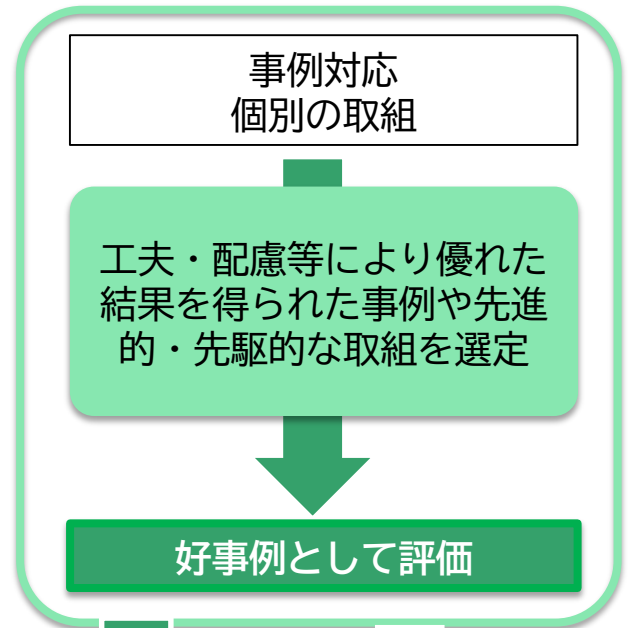 事例対応
個別の取組
工夫・配慮等により優れた
結果を得られた事例や先進
的・先駆的な取組を選定
好事例として評価